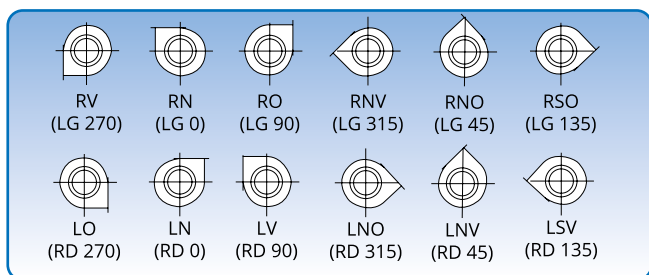 RV RN RO RNV RNO RSO
(LG 270) (LG 0) (LG 90) (LG 315) (LG 45) (LG 135)
LO LN LV LNO LNV LSV
(RD 270) (RD 0) (RD 90) (RD 315) (RD 45) (RD 135)